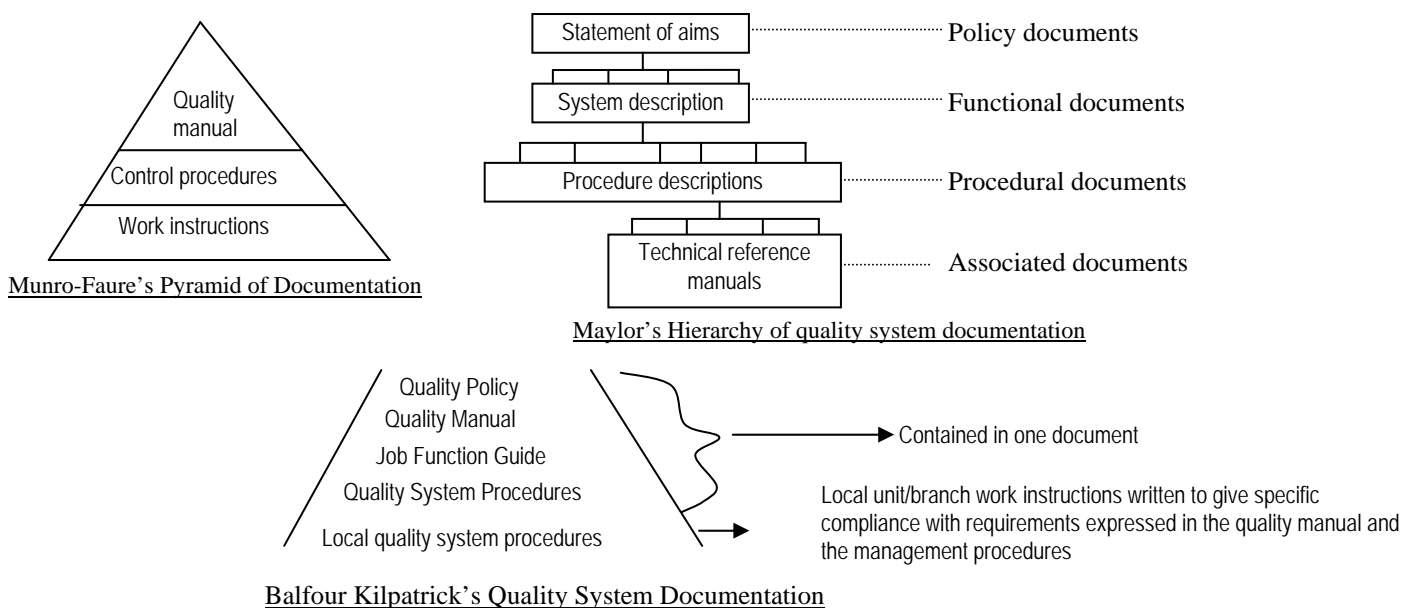 Quality
manual
Control procedures
Work instructions
Munro-Faure’s Pyramid of Documentation
Statement of aims
Policy documents
System description
Functional documents
Procedure descriptions
Procedural documents
Technical reference
manuals
Associated documents
Maylor’s Hierarchy of quality system documentation
Quality Policy
Quality Manual
Job Function Guide
Quality System Procedures
Local quality system procedures
Contained in one document
Local unit/branch work instructions written to give specific
compliance with requirements expressed in the quality manual and
the management procedures
Balfour Kilpatrick’s Quality System Documentation